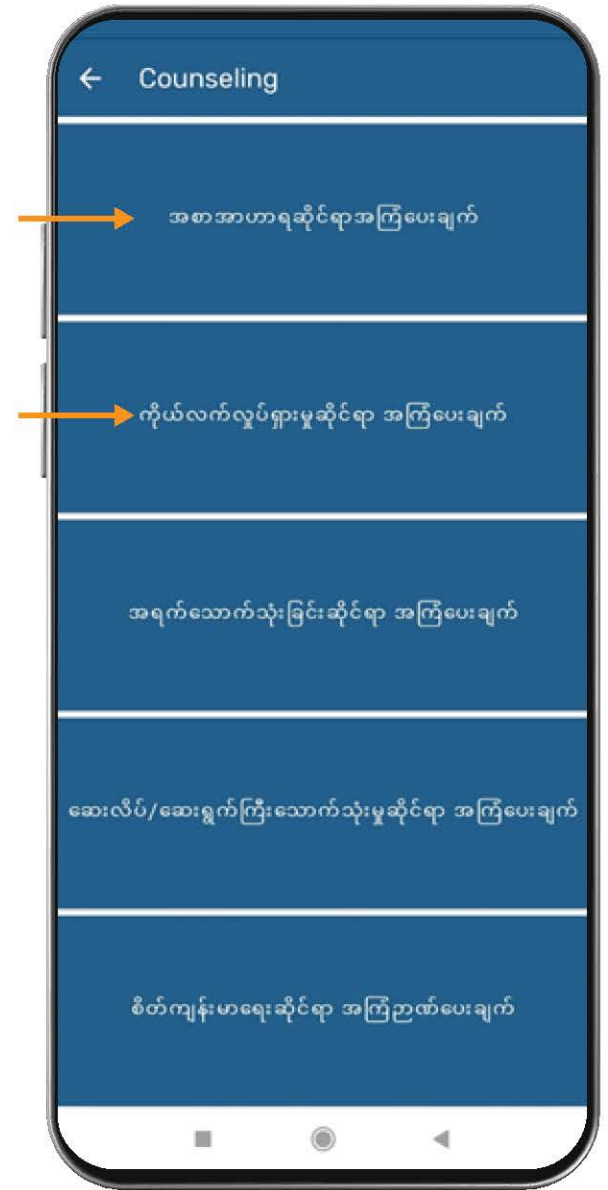 Counseling
အစာအာဟာရဆိုင်ရာအကြံပေးချက်
ကိုယ်လက်လှုပ်ရှားမှုဆိုင်ရာ အကြံပေးချက်
အရက်သောက်သုံးခြင်းဆိုင်ရာ အကြံပေးချက်
ဆေးလိပ်/ဆေးရွက်ကြီးသောက်သုံးမှုဆိုင်ရာ အကြံပေးချက်
စိတ်ကျန်းမာရေးဆိုင်ရာ အကြံဉာဏ်ပေးချက်